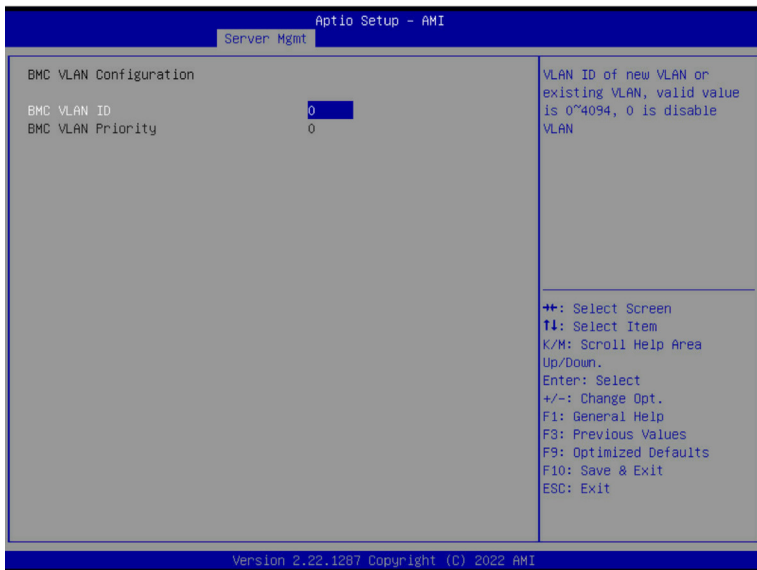 Aptio Setup – AMI
Server Mgmt
BMC VLAN Configuration
BMC VLAN ID 0
BMC VLAN Priority 0
VLAN ID of new VLAN or
existing VLAN, valid value
is 0~4094, 0 is disable
VLAN
→←: Select Screen
↑↓: Select Item
K/M: Scroll Help Area
Up/Down.
Enter: Select
+/-: Change Opt.
F1: General Help
F3: Previous Values
F9: Optimized Defaults
F10: Save & Exit
ESC: Exit
Version 2.22.1287 Copyright (C) 2022 AMI